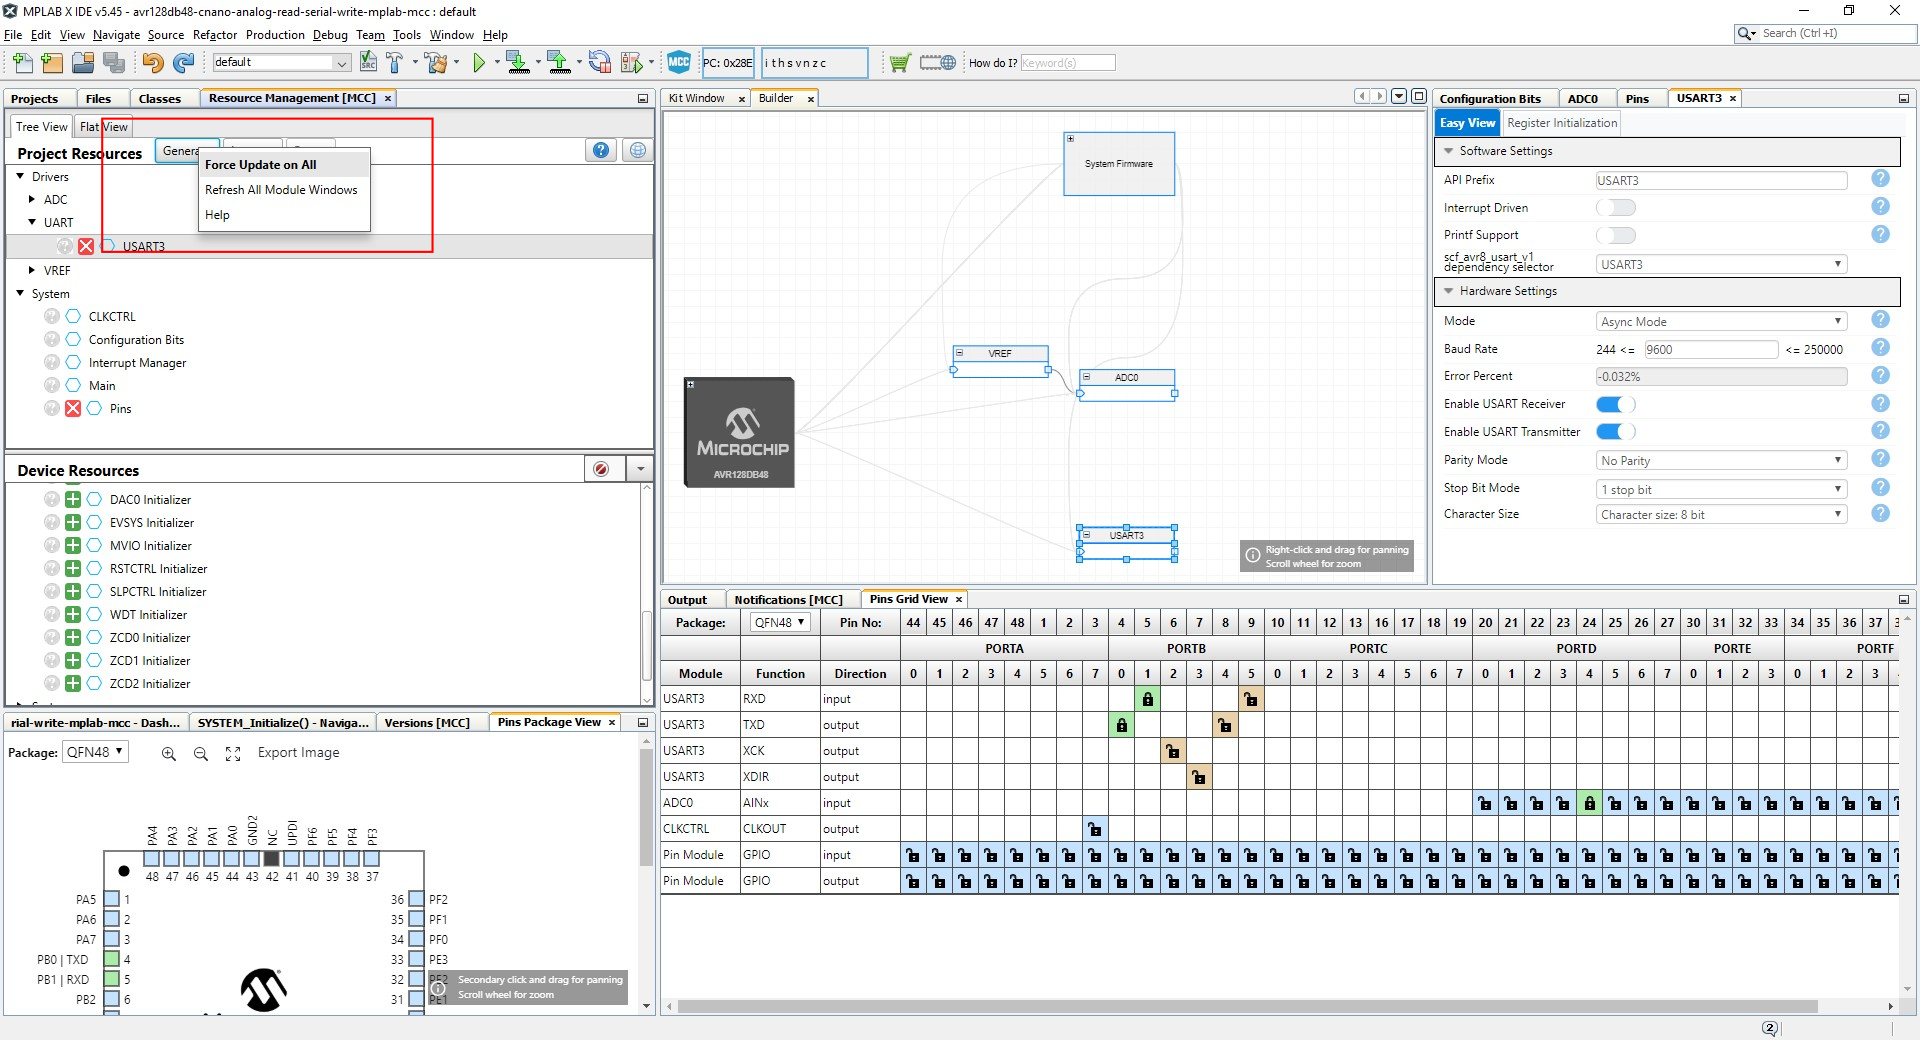 MPLAB X IDE v5.45 - avr128db48-cnano-analog-read-serial-write-mplab-mcc : default
File Edit View Navigate Source Refactor Production Debug Team Tools Window Help
Search (Ctrl+I)
default
SRC
MCC
PC: 0x28E
i t h s v n z c
How do I?
Keyword(s)
Projects
Files
Classes
Resource Management [MCC] ×
Tree View
Flat View
Project Resources
Genera
Force Update on All
Refresh All Module Windows
Help
Drivers
ADC
UART
USART3
VREF
System
CLKCTRL
Configuration Bits
Interrupt Manager
Main
Pins
Device Resources
DAC0 Initializer
EVSYS Initializer
MVIO Initializer
RSTCTRL Initializer
SLPCTRL Initializer
WDT Initializer
ZCD0 Initializer
ZCD1 Initializer
ZCD2 Initializer
rial-write-mplab-mcc - Dash...
SYSTEM_Initialize() - Naviga...
Versions [MCC]
Pins Package View ×
Package: QFN48
Export Image
PA4 PA3 PA2 PA1 PA0 GND2 NC UPDI PF6 PF5 PF4 PF3
48 47 46 45 44 43 42 41 40 39 38 37
PA5 1 36 PF2
PA6 2 35 PF1
PA7 3 34 PF0
PB0 | TXD 4 33 PE3
PB1 | RXD 5 32 PE2
PB2 6 31 PE1
Secondary click and drag for panning
Scroll wheel for zoom
Kit Window ×
Builder ×
System Firmware
VREF
ADC0
MICROCHIP
AVR128DB48
USART3
Right-click and drag for panning
Scroll wheel for zoom
Configuration Bits
ADC0
Pins
USART3 ×
Easy View
Register Initialization
Software Settings
API Prefix USART3
Interrupt Driven
Printf Support
scf_avr8_usart_v1
dependency selector USART3
Hardware Settings
Mode Async Mode
Baud Rate 244 <= 9600 <= 250000
Error Percent -0.032%
Enable USART Receiver
Enable USART Transmitter
Parity Mode No Parity
Stop Bit Mode 1 stop bit
Character Size Character size: 8 bit
Output
Notifications [MCC]
Pins Grid View ×
Package: QFN48 Pin No: 44 45 46 47 48 1 2 3 4 5 6 7 8 9 10 11 12 13 16 17 18 19 20 21 22 23 24 25 26 27 30 31 32 33 34 35 36 37
PORTA PORTB PORTC PORTD PORTE PORTF
Module Function Direction 0 1 2 3 4 5 6 7 0 1 2 3 4 5 0 1 2 3 4 5 6 7 0 1 2 3 4 5 6 7 0 1 2 3 0 1 2 3
USART3 RXD input
USART3 TXD output
USART3 XCK output
USART3 XDIR output
ADC0 AINx input
CLKCTRL CLKOUT output
Pin Module GPIO input
Pin Module GPIO output
2